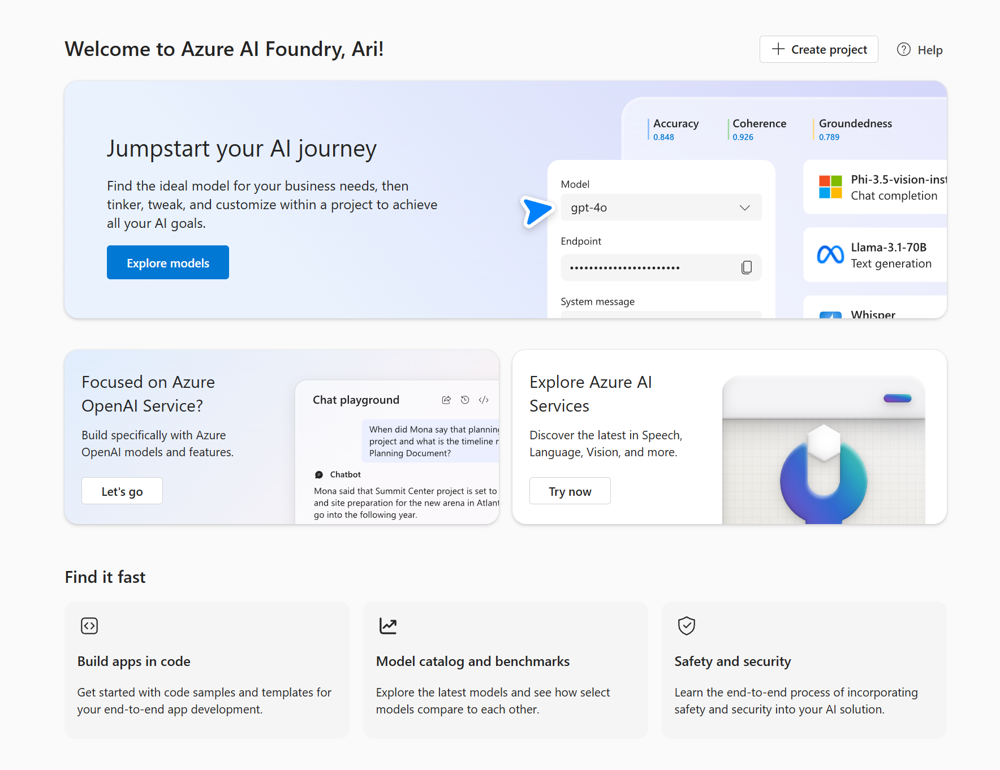 Welcome to Azure AI Foundry, Ari!
Create project
Help
Jumpstart your AI journey
Find the ideal model for your business needs, then
tinker, tweak, and customize within a project to achieve
all your AI goals.
Explore models
Accuracy
0.848
Coherence
0.926
Groundedness
0.789
Model
gpt-4o
Endpoint
System message
Phi-3.5-vision-inst
Chat completion
Llama-3.1-70B
Text generation
Whisper
Focused on Azure
OpenAI Service?
Build specifically with Azure
OpenAI models and features.
Let's go
Chat playground
When did Mona say that planning
project and what is the timeline
Planning Document?
Chatbot
Mona said that Summit Center project is set to
and site preparation for the new arena in Atlant
go into the following year.
Explore Azure AI
Services
Discover the latest in Speech,
Language, Vision, and more.
Try now
Find it fast
Build apps in code
Get started with code samples and templates for
your end-to-end app development.
Model catalog and benchmarks
Explore the latest models and see how select
models compare to each other.
Safety and security
Learn the end-to-end process of incorporating
safety and security into your AI solution.